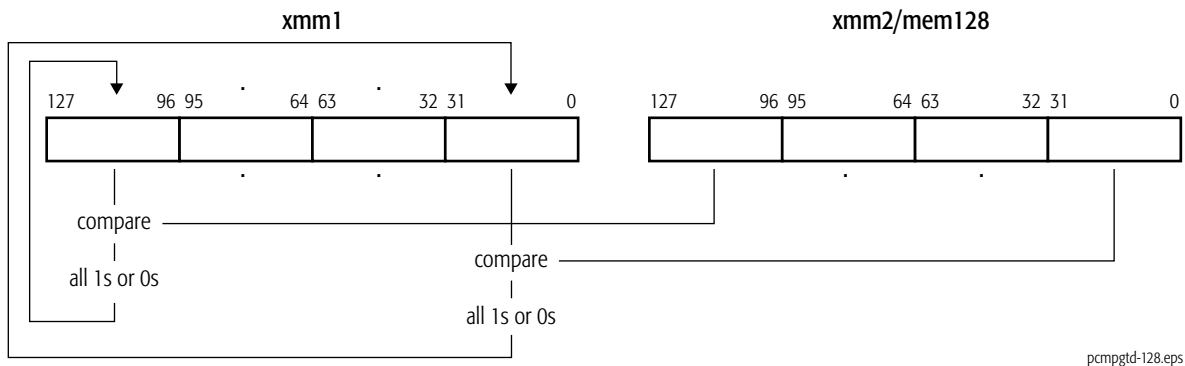 xmm1 xmm2/mem128
127 96 95 64 63 32 31 0 127 96 95 64 63 32 31 0
compare
compare
all 1s or 0s
all 1s or 0s
pcmpgtd-128.eps